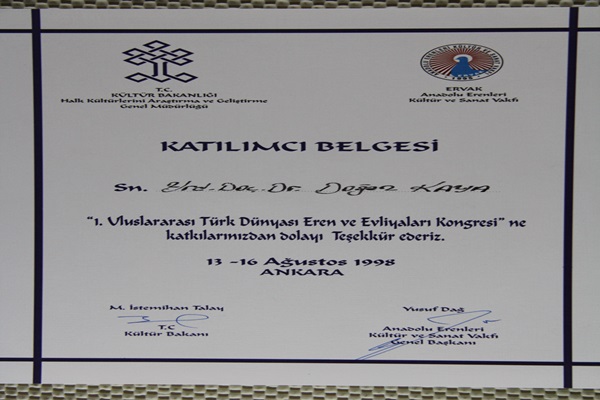 T.C.
KÜLTÜR BAKANLIĞI
Halk Kültürlerini Araştırma ve Geliştirme
Genel Müdürlüğü
1998
ERVAK
Anadolu Erenleri
Kültür ve Sanat Vakfı
KATILIMCI BELGESİ
Sn. Yrd. Doç. Dr. Doğan KAYA
"1. Uluslararası Türk Dünyası Eren ve Evliyaları Kongresi" ne
katkılarınızdan dolayı Teşekkür ederiz.
13 -16 Ağustos 1998
ANKARA
M. İstemihan Talay
T.C
Kültür Bakanı
Yusuf Dağ
Anadolu Erenleri
Kültür ve Sanat Vakfı
Genel Başkanı